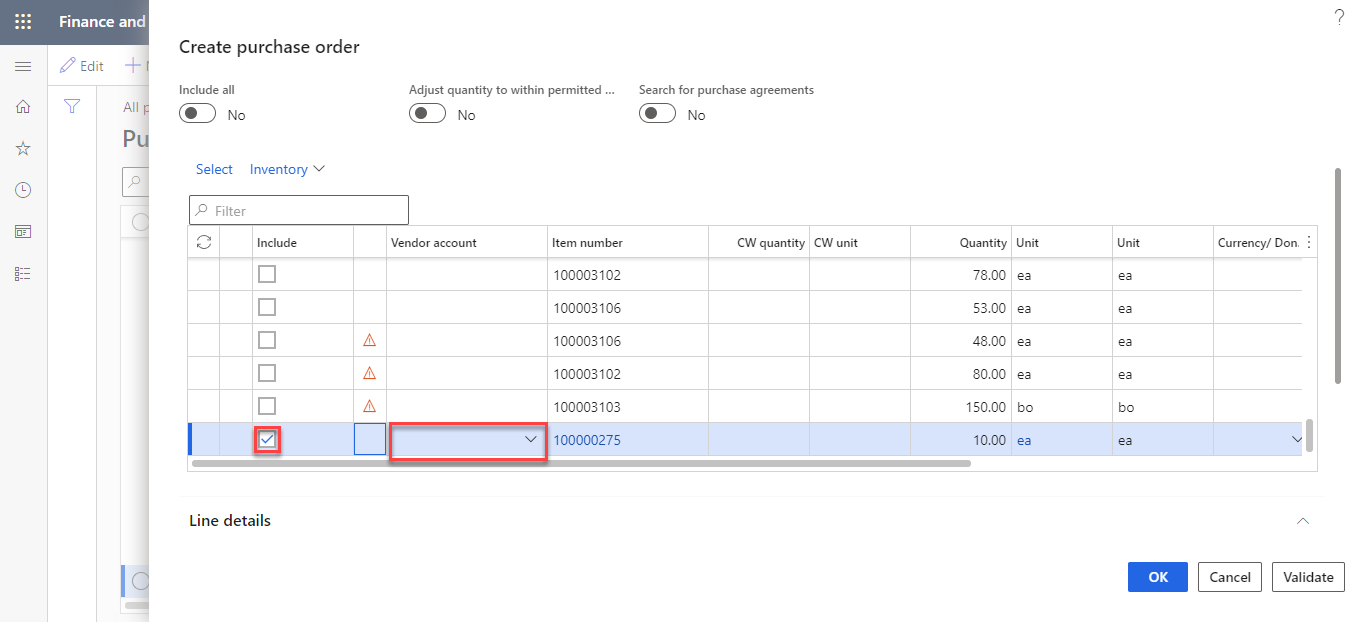 Finance and
?
Create purchase order
Edit
Include all
Adjust quantity to within permitted ...
Search for purchase agreements
No
No
No
All p
Pu
Select
Inventory
Filter
Include Vendor account Item number CW quantity CW unit Quantity Unit Unit Currency/ Don.
100003102 78.00 ea ea
100003106 53.00 ea ea
100003106 48.00 ea ea
100003102 80.00 ea ea
100003103 150.00 bo bo
100000275 10.00 ea ea
Line details
OK Cancel Validate